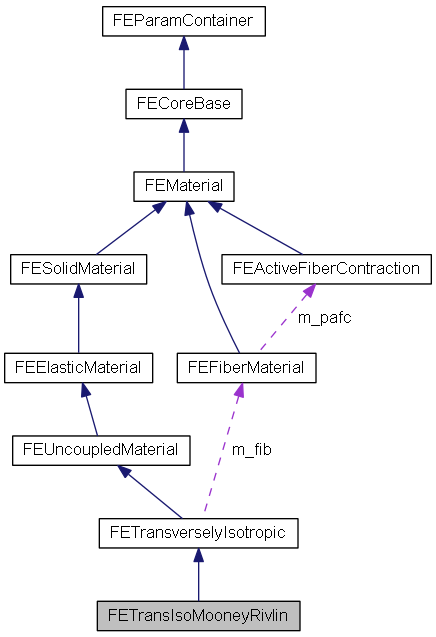 FEParamContainer
FECoreBase
FEMaterial
FESolidMaterial
FEActiveFiberContraction
m_pafc
FEElasticMaterial
FEFiberMaterial
FEUncoupledMaterial
m_fib
FETransverselyIsotropic
FETransIsoMooneyRivlin